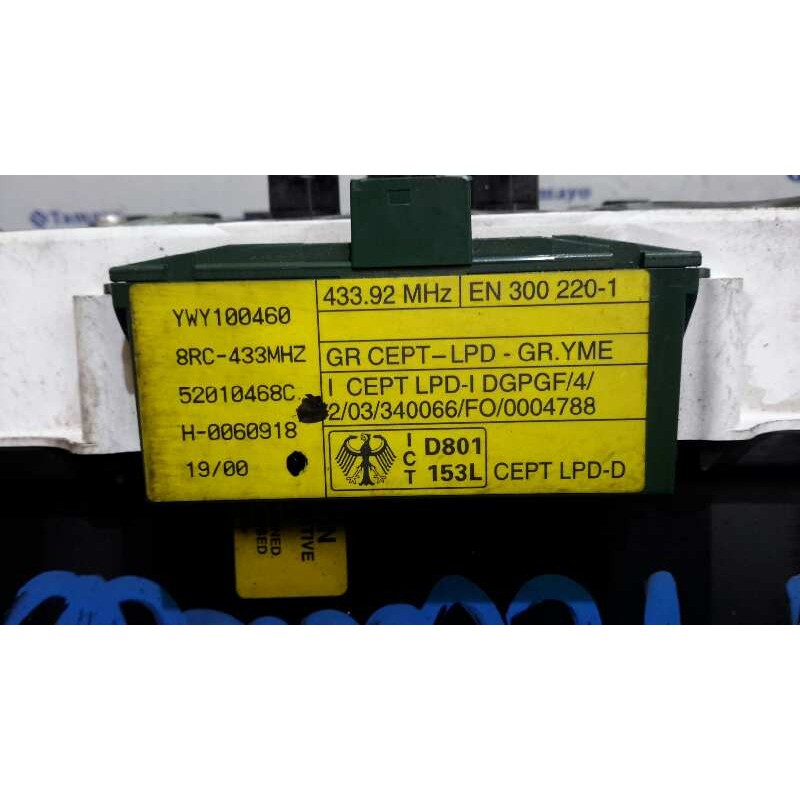 YWY100460
8RC-433MHZ
52010468C
H-0060918
19/00
433.92 MHz EN 300 220-1
GR CEPT-LPD - GR.YME
I CEPT LPD-I DGPGF/4/
2/03/340066/FO/0004788
ICT D801
153L
CEPT LPD-D